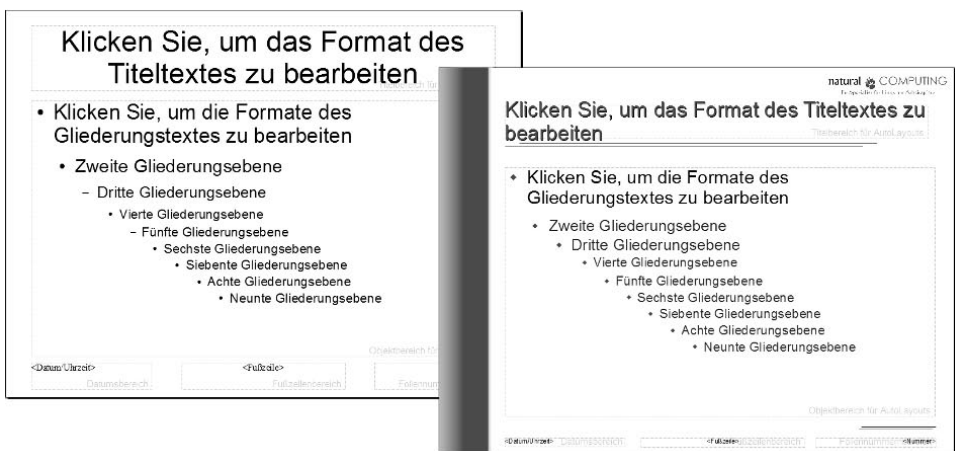 Klicken Sie, um das Format des
Titeltextes zu bearbeiten
• Klicken Sie, um die Formate des
Gliederungstextes zu bearbeiten
• Zweite Gliederungsebene
– Dritte Gliederungsebene
• Vierte Gliederungsebene
– Fünfte Gliederungsebene
• Sechste Gliederungsebene
• Siebente Gliederungsebene
• Achte Gliederungsebene
• Neunte Gliederungsebene
<Datum/Uhrzeit>
Datumsbereich
<Fußzeile>
Fußzeilenbereich
natural COMPUTING
Klicken Sie, um das Format des Titeltextes zu
bearbeiten
Titelbereich für AutoLayouts
• Klicken Sie, um die Formate des
Gliederungstextes zu bearbeiten
• Zweite Gliederungsebene
• Dritte Gliederungsebene
• Vierte Gliederungsebene
• Fünfte Gliederungsebene
• Sechste Gliederungsebene
• Siebente Gliederungsebene
• Achte Gliederungsebene
• Neunte Gliederungsebene
Objektbereich für AutoLayouts
<Datum/Uhrzeit> Datumsbereich
<Fußzeile>
<Nummer>